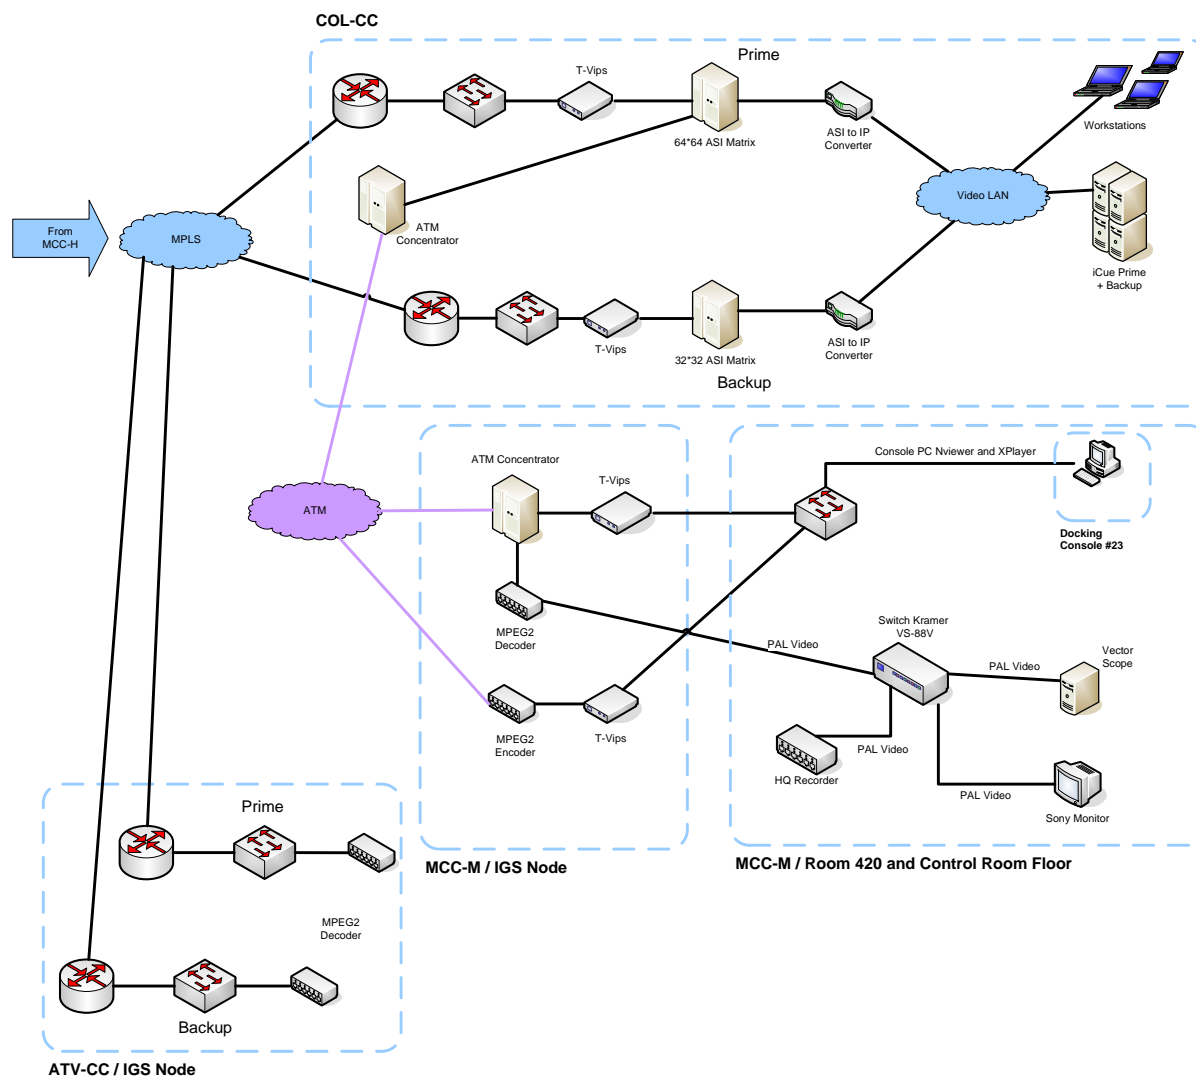 COL-CC
Prime
T-Vips
64*64 ASI Matrix
ASI to IP
Converter
Workstations
From
MCC-H
MPLS
ATM
Concentrator
Video LAN
iCue Prime
+ Backup
T-Vips
32*32 ASI Matrix
ASI to IP
Converter
Backup
ATM Concentrator
T-Vips
Console PC Nviewer and XPlayer
ATM
Docking
Console #23
MPEG2
Decoder
PAL Video
Switch Kramer
VS-88V
PAL Video
Vector
Scope
MPEG2
Encoder
T-Vips
PAL Video
HQ Recorder
PAL Video
Sony Monitor
Prime
MCC-M / IGS Node
MCC-M / Room 420 and Control Room Floor
MPEG2
Decoder
Backup
ATV-CC / IGS Node